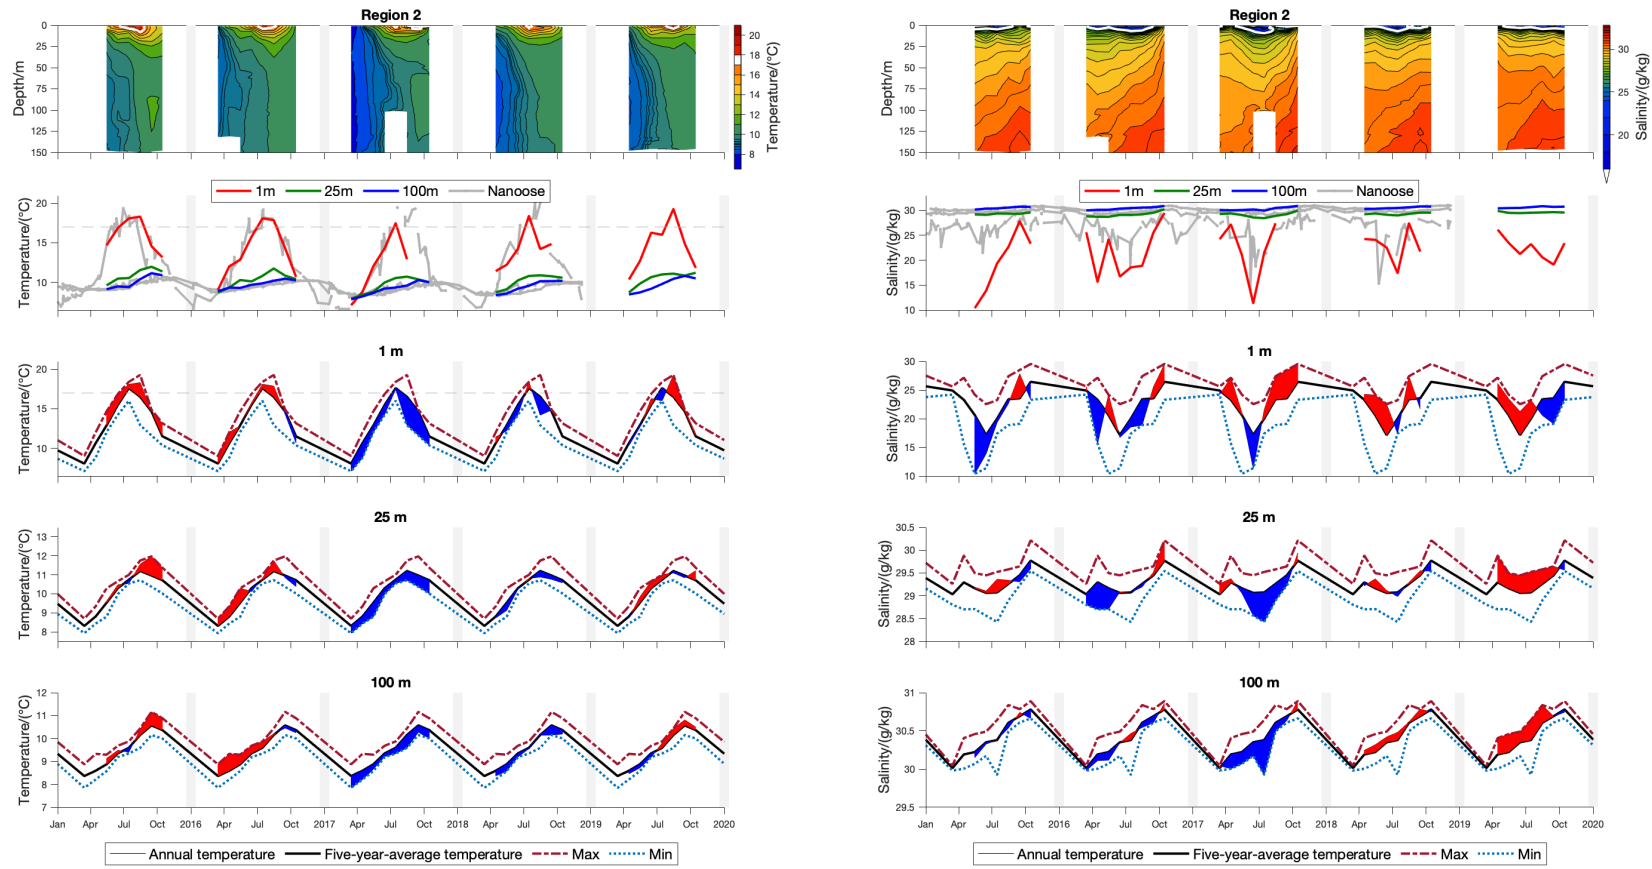 Region 2
0
25
50
75
100
125
150
Depth/m
20
18
16
14
12
10
8
Temperature/(°C)
1m 25m 100m Nanoose
20
15
10
Temperature/(°C)
1 m
20
15
10
Temperature/(°C)
25 m
13
12
11
10
9
8
Temperature/(°C)
100 m
12
11
10
9
8
7
Temperature/(°C)
Jan Apr Jul Oct 2016 Apr Jul Oct 2017 Apr Jul Oct 2018 Apr Jul Oct 2019 Apr Jul Oct 2020
Annual temperature Five-year-average temperature Max Min
Region 2
0
25
50
75
100
125
150
Depth/m
30
25
20
Salinity/(g/kg)
1m 25m 100m Nanoose
30
25
20
15
10
Salinity/(g/kg)
1 m
30
25
20
15
10
Salinity/(g/kg)
25 m
30.5
30
29.5
29
28.5
28
Salinity/(g/kg)
100 m
31
30.5
30
29.5
Salinity/(g/kg)
Jan Apr Jul Oct 2016 Apr Jul Oct 2017 Apr Jul Oct 2018 Apr Jul Oct 2019 Apr Jul Oct 2020
Annual temperature Five-year-average temperature Max Min